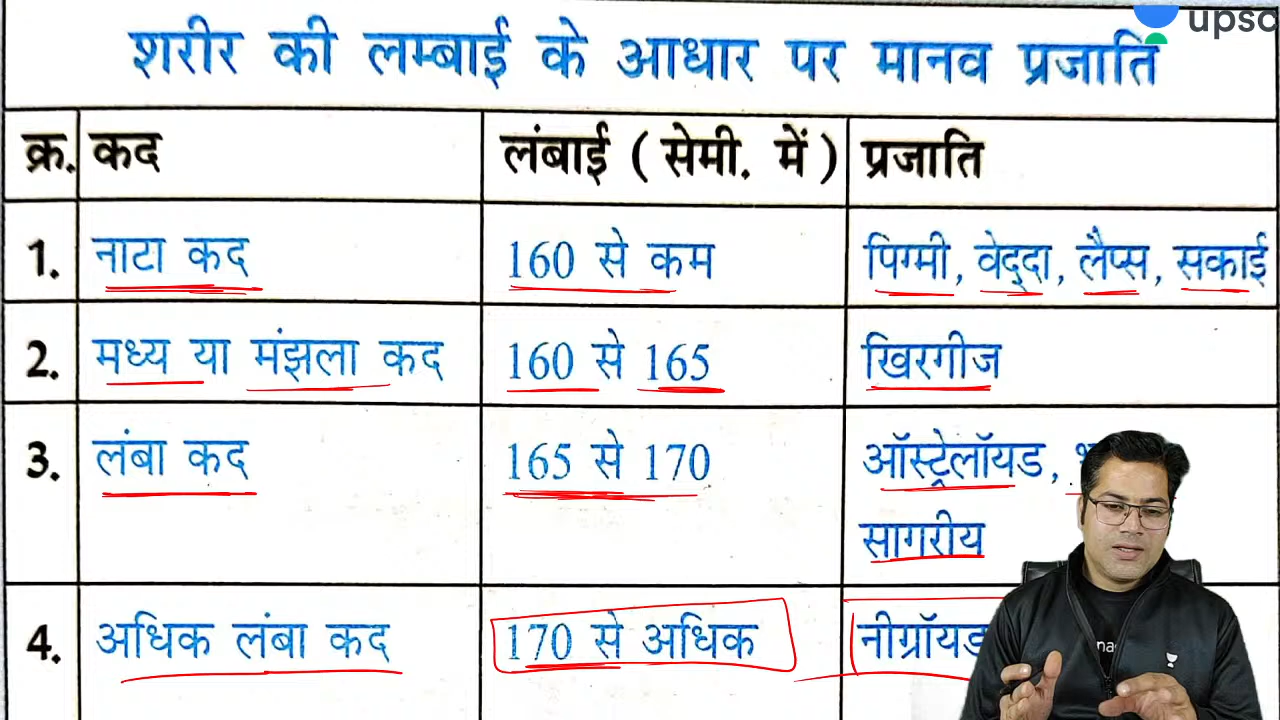 upsc
शरीर की लम्बाई के आधार पर मानव प्रजाति
क्र. कद लंबाई ( सेमी. में ) प्रजाति
1. नाटा कद 160 से कम पिग्मी, वेद्दा, लैप्स, सकाई
2. मध्य या मंझला कद 160 से 165 खिरगीज
3. लंबा कद 165 से 170 ऑस्ट्रेलॉयड,
सागरीय
4. अधिक लंबा कद 170 से अधिक नीग्रॉयड